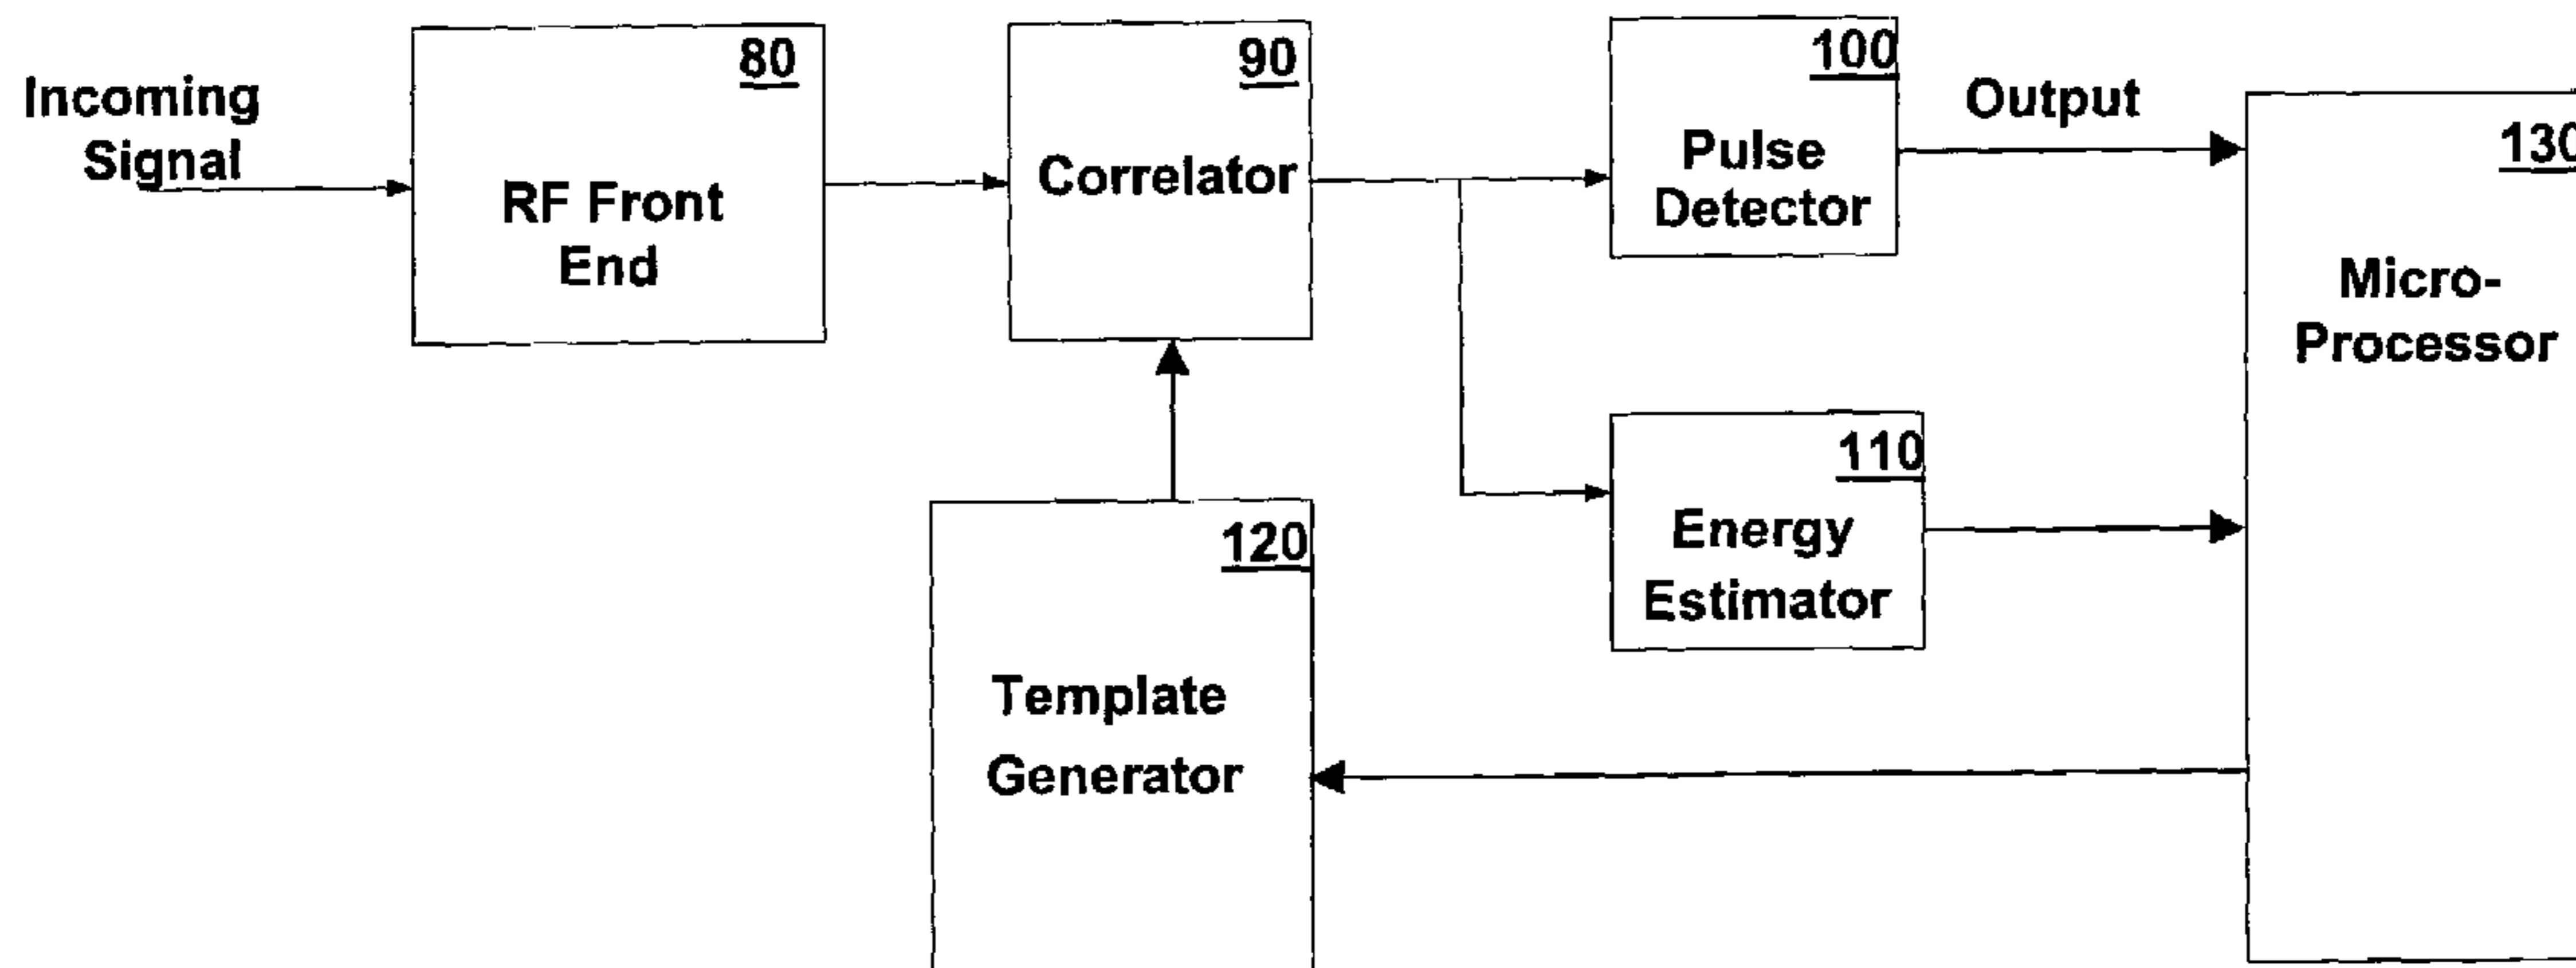 Incoming
Signal
80
RF Front
End
90
Correlator
100
Pulse
Detector
Output
130
Micro-
Processor
110
Energy
Estimator
120
Template
Generator